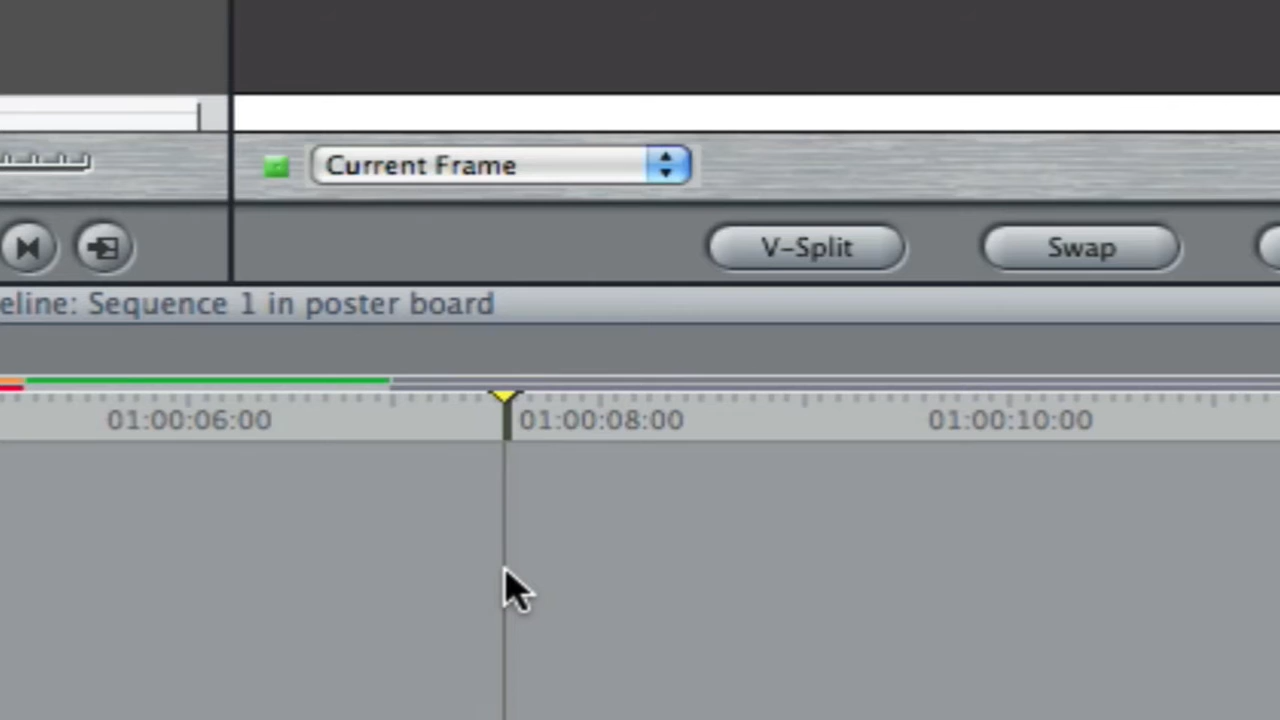 Current Frame
V-Split Swap
eline: Sequence 1 in poster board
01:00:06:00 01:00:08:00 01:00:10:00